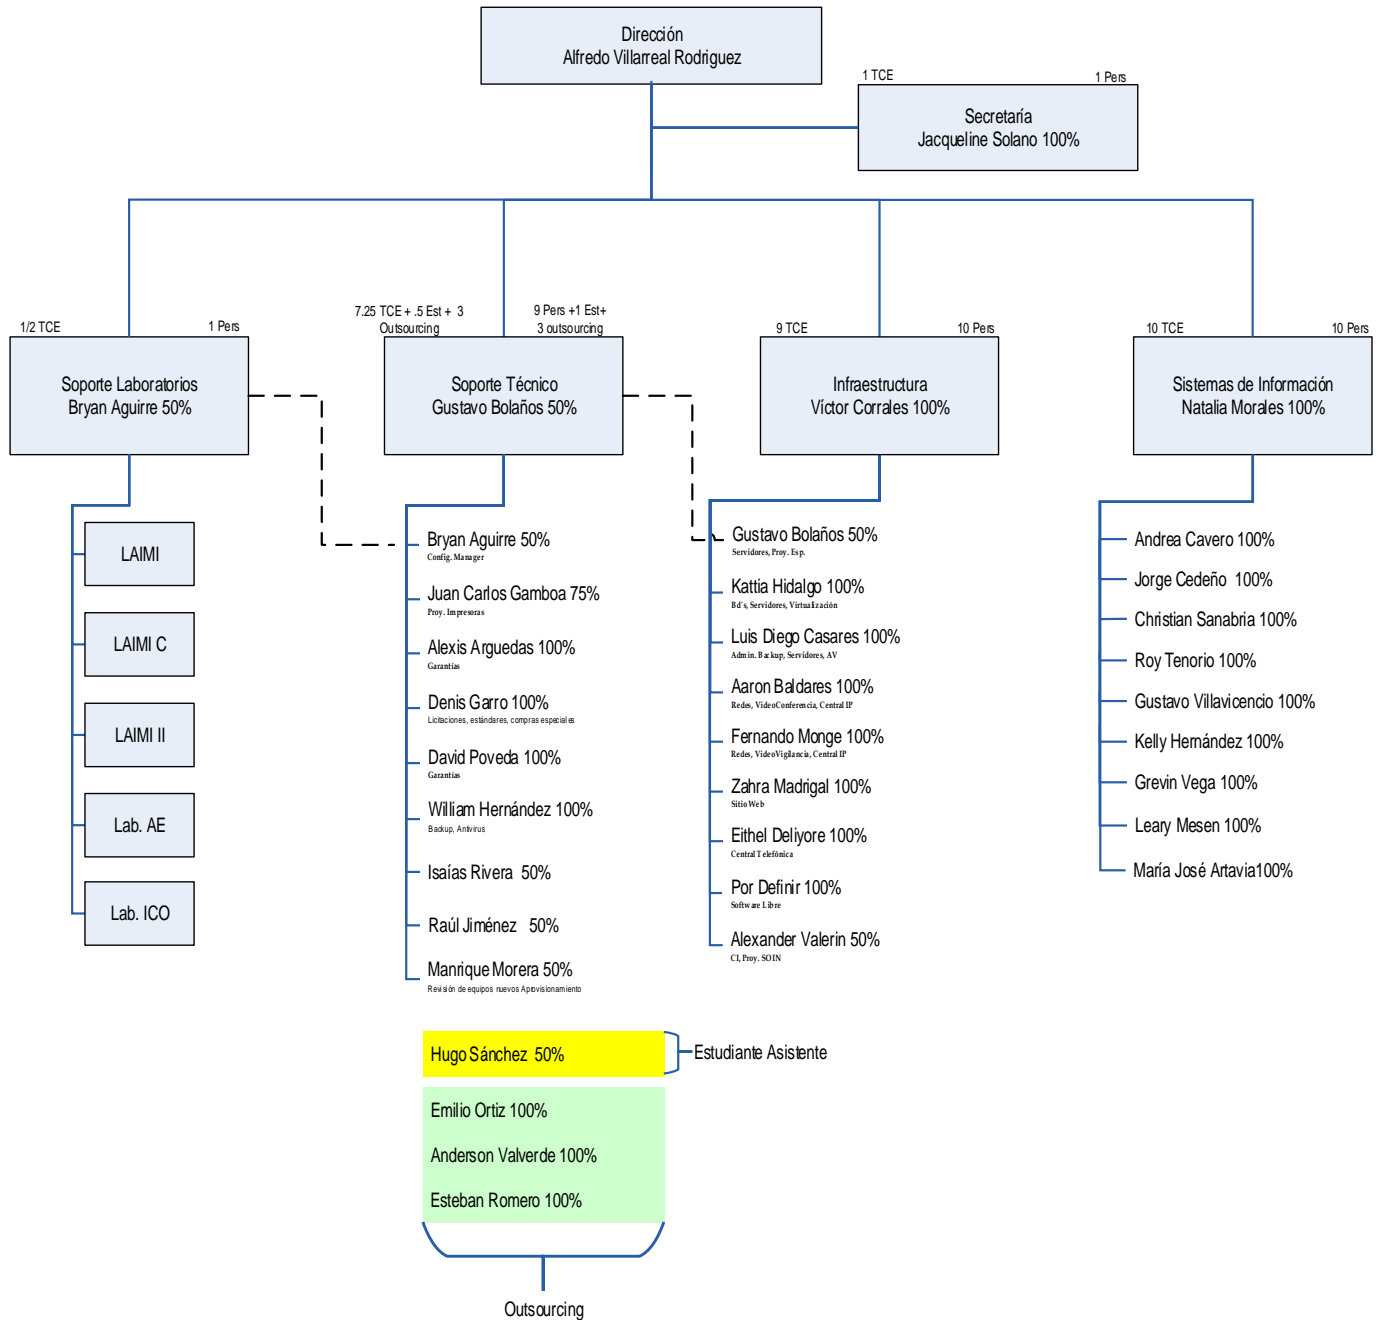 Dirección
Alfredo Villarreal Rodriguez
1 TCE
1 Pers
Secretaría
Jacqueline Solano 100%
1/2 TCE
1 Pers
Soporte Laboratorios
Bryan Aguirre 50%
7.25 TCE + .5 Est + 3
Outsourcing
9 Pers +1 Est+
3 outsourcing
Soporte Técnico
Gustavo Bolaños 50%
9 TCE
10 Pers
Infraestructura
Víctor Corrales 100%
10 TCE
10 Pers
Sistemas de Información
Natalia Morales 100%
LAIMI
LAIMI C
LAIMI II
Lab. AE
Lab. ICO
Bryan Aguirre 50%
Config. Manager
Juan Carlos Gamboa 75%
Proy. Impresoras
Alexis Arguedas 100%
Garantías
Denis Garro 100%
Licitaciones, estándares, compras especiales
David Poveda 100%
Garantías
William Hernández 100%
Backup, Antivirus
Isaías Rivera 50%
Raúl Jiménez 50%
Manrique Morera 50%
Revisión de equipos nuevos Aprovisionamiento
Gustavo Bolaños 50%
Servidores, Proy. Esp.
Kattia Hidalgo 100%
Bd´s, Servidores, Virtualización
Luis Diego Casares 100%
Admin. Backup, Servidores, AV
Aaron Baldares 100%
Redes, VideoConferencia, Central IP
Fernando Monge 100%
Redes, VideoVigilancia, Central IP
Zahra Madrigal 100%
Sitio Web
Eithel Deliyore 100%
Central Telefónica
Por Definir 100%
Software Libre
Alexander Valerin 50%
CI, Proy. SOIN
Andrea Cavero 100%
Jorge Cedeño 100%
Christian Sanabria 100%
Roy Tenorio 100%
Gustavo Villavicencio 100%
Kelly Hernández 100%
Grevin Vega 100%
Leary Mesen 100%
María José Artavia100%
Hugo Sánchez 50%
Estudiante Asistente
Emilio Ortiz 100%
Anderson Valverde 100%
Esteban Romero 100%
Outsourcing